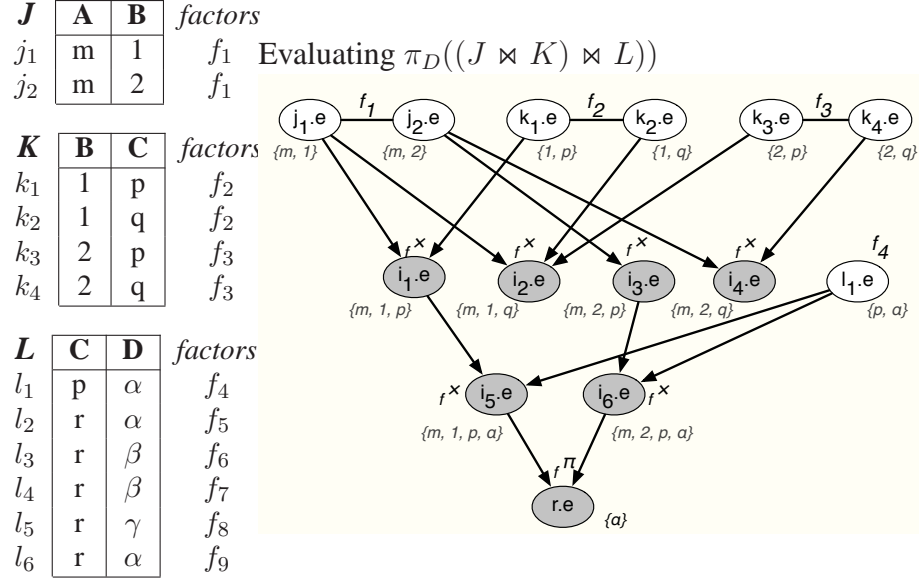 J A B factors
j₁ m 1 f₁
j₂ m 2 f₁
K B C factors
k₁ 1 p f₂
k₂ 1 q f₂
k₃ 2 p f₃
k₄ 2 q f₃
L C D factors
l₁ p α f₄
l₂ r α f₅
l₃ r β f₆
l₄ r β f₇
l₅ r γ f₈
l₆ r α f₉
Evaluating π_D((J ⋈ K) ⋈ L))
f₁ f₂ f₃
j₁.e j₂.e k₁.e k₂.e k₃.e k₄.e
{m, 1} {m, 2} {1, p} {1, q} {2, p} {2, q}
f× f× f× f× f₄
i₁.e i₂.e i₃.e i₄.e l₁.e
{m, 1, p} {m, 1, q} {m, 2, p} {m, 2, q} {p, a}
f× i₅.e i₆.e f×
{m, 1, p, a} {m, 2, p, a}
f π
r.e
{a}